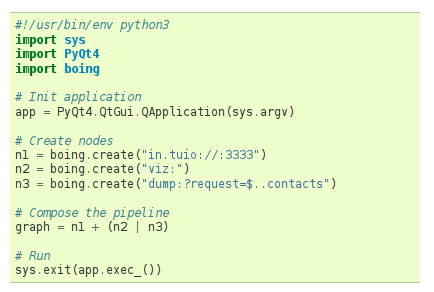 #!/usr/bin/env python3
import sys
import PyQt4
import boing

# Init application
app = PyQt4.QtGui.QApplication(sys.argv)

# Create nodes
n1 = boing.create("in.tuio://:3333")
n2 = boing.create("viz:")
n3 = boing.create("dump:?request=$..contacts")

# Compose the pipeline
graph = n1 + (n2 | n3)

# Run
sys.exit(app.exec_())